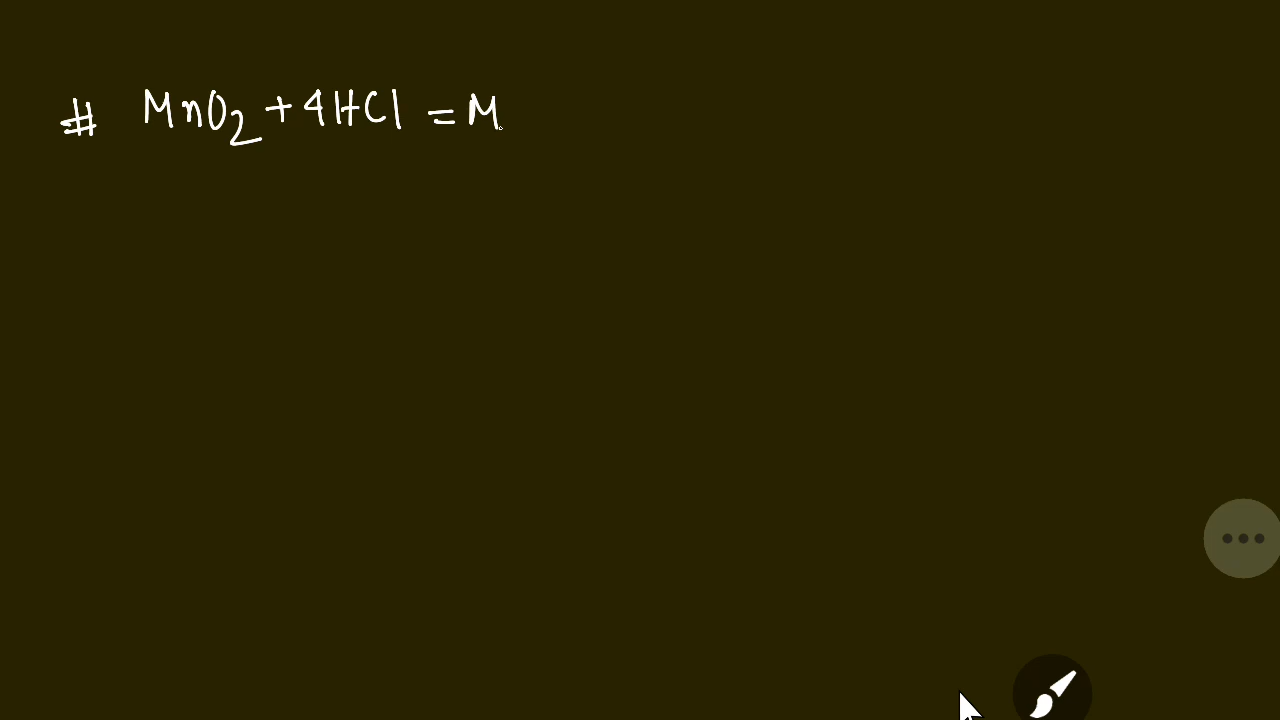 # MnO₂ + 4HCl = M